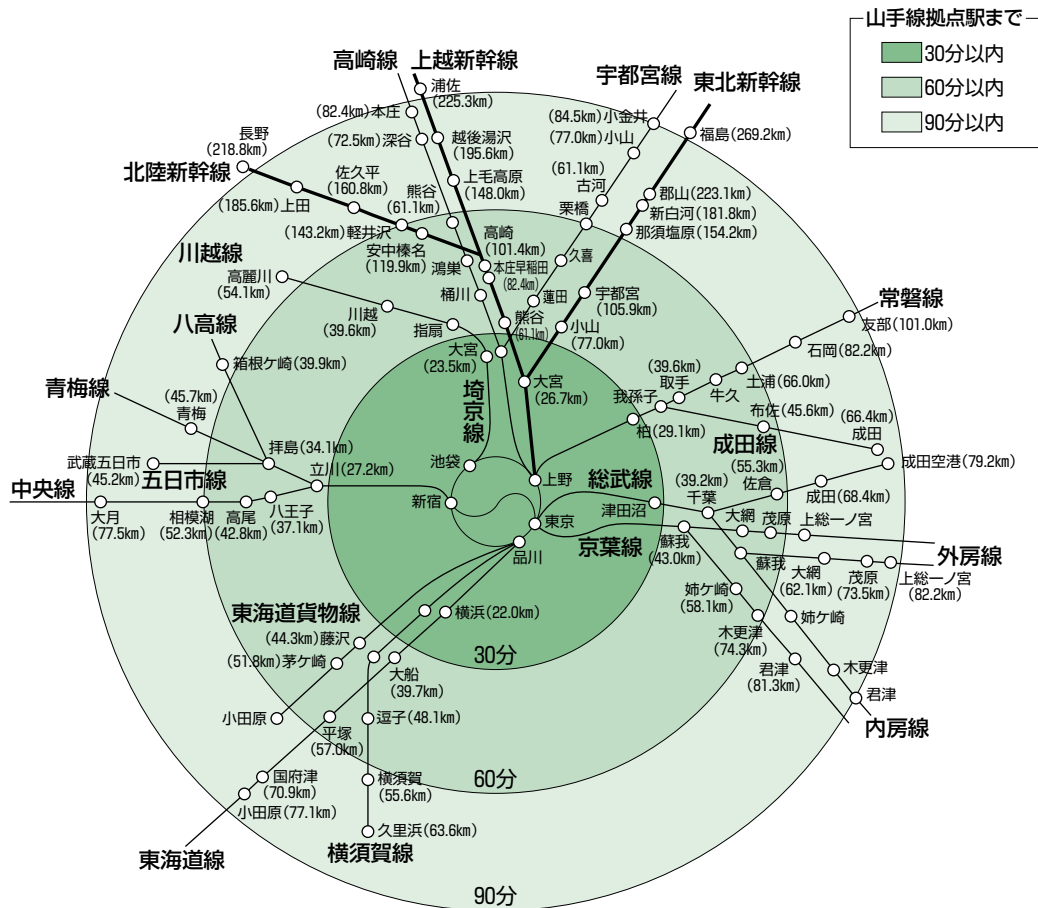 山手線拠点駅まで
30分以内
60分以内
90分以内
高崎線
上越新幹線
宇都宮線
東北新幹線
浦佐
(225.3km)
(82.4km)本庄
(72.5km)深谷
越後湯沢
(195.6km)
上毛高原
(148.0km)
(84.5km)小金井
(77.0km)小山
福島(269.2km)
(61.1km)
古河
栗橋
郡山(223.1km)
新白河(181.8km)
那須塩原(154.2km)
長野
(218.8km)
北陸新幹線
佐久平
(160.8km)
(185.6km)上田
熊谷
(61.1km)
(143.2km)軽井沢
安中榛名
(119.9km)
高崎
(101.4km)
本庄早稲田
(82.4km)
鴻巣
桶川
久喜
蓮田
宇都宮
(105.9km)
熊谷
(61.1km)
小山
(77.0km)
川越線
高麗川
(54.1km)
川越
(39.6km)
指扇
大宮
(23.5km)
大宮
(26.7km)
八高線
箱根ケ崎(39.9km)
常磐線
友部(101.0km)
石岡(82.2km)
土浦(66.0km)
牛久
(39.6km)
取手
我孫子
柏(29.1km)
布佐(45.6km)
(66.4km)
成田
成田線
青梅線
(45.7km)
青梅
拝島(34.1km)
武蔵五日市
(45.2km)
五日市線
立川(27.2km)
埼京線
池袋
上野
新宿
東京
品川
中央線
大月
(77.5km)
相模湖
(52.3km)
高尾
(42.8km)
八王子
(37.1km)
総武線
津田沼
(39.2km)
千葉
(55.3km)
佐倉
成田(68.4km)
成田空港(79.2km)
京葉線
蘇我
(43.0km)
大網
茂原
上総一ノ宮
外房線
蘇我
大網
(62.1km)
茂原
(73.5km)
上総一ノ宮
(82.2km)
姉ケ崎
(58.1km)
木更津
(74.3km)
君津
(81.3km)
姉ケ崎
木更津
君津
内房線
東海道貨物線
(44.3km)藤沢
(51.8km)茅ケ崎
小田原
横浜(22.0km)
大船
(39.7km)
平塚
(57.0km)
逗子(48.1km)
国府津
(70.9km)
小田原(77.1km)
横須賀
(55.6km)
久里浜(63.6km)
東海道線
横須賀線
30分
60分
90分